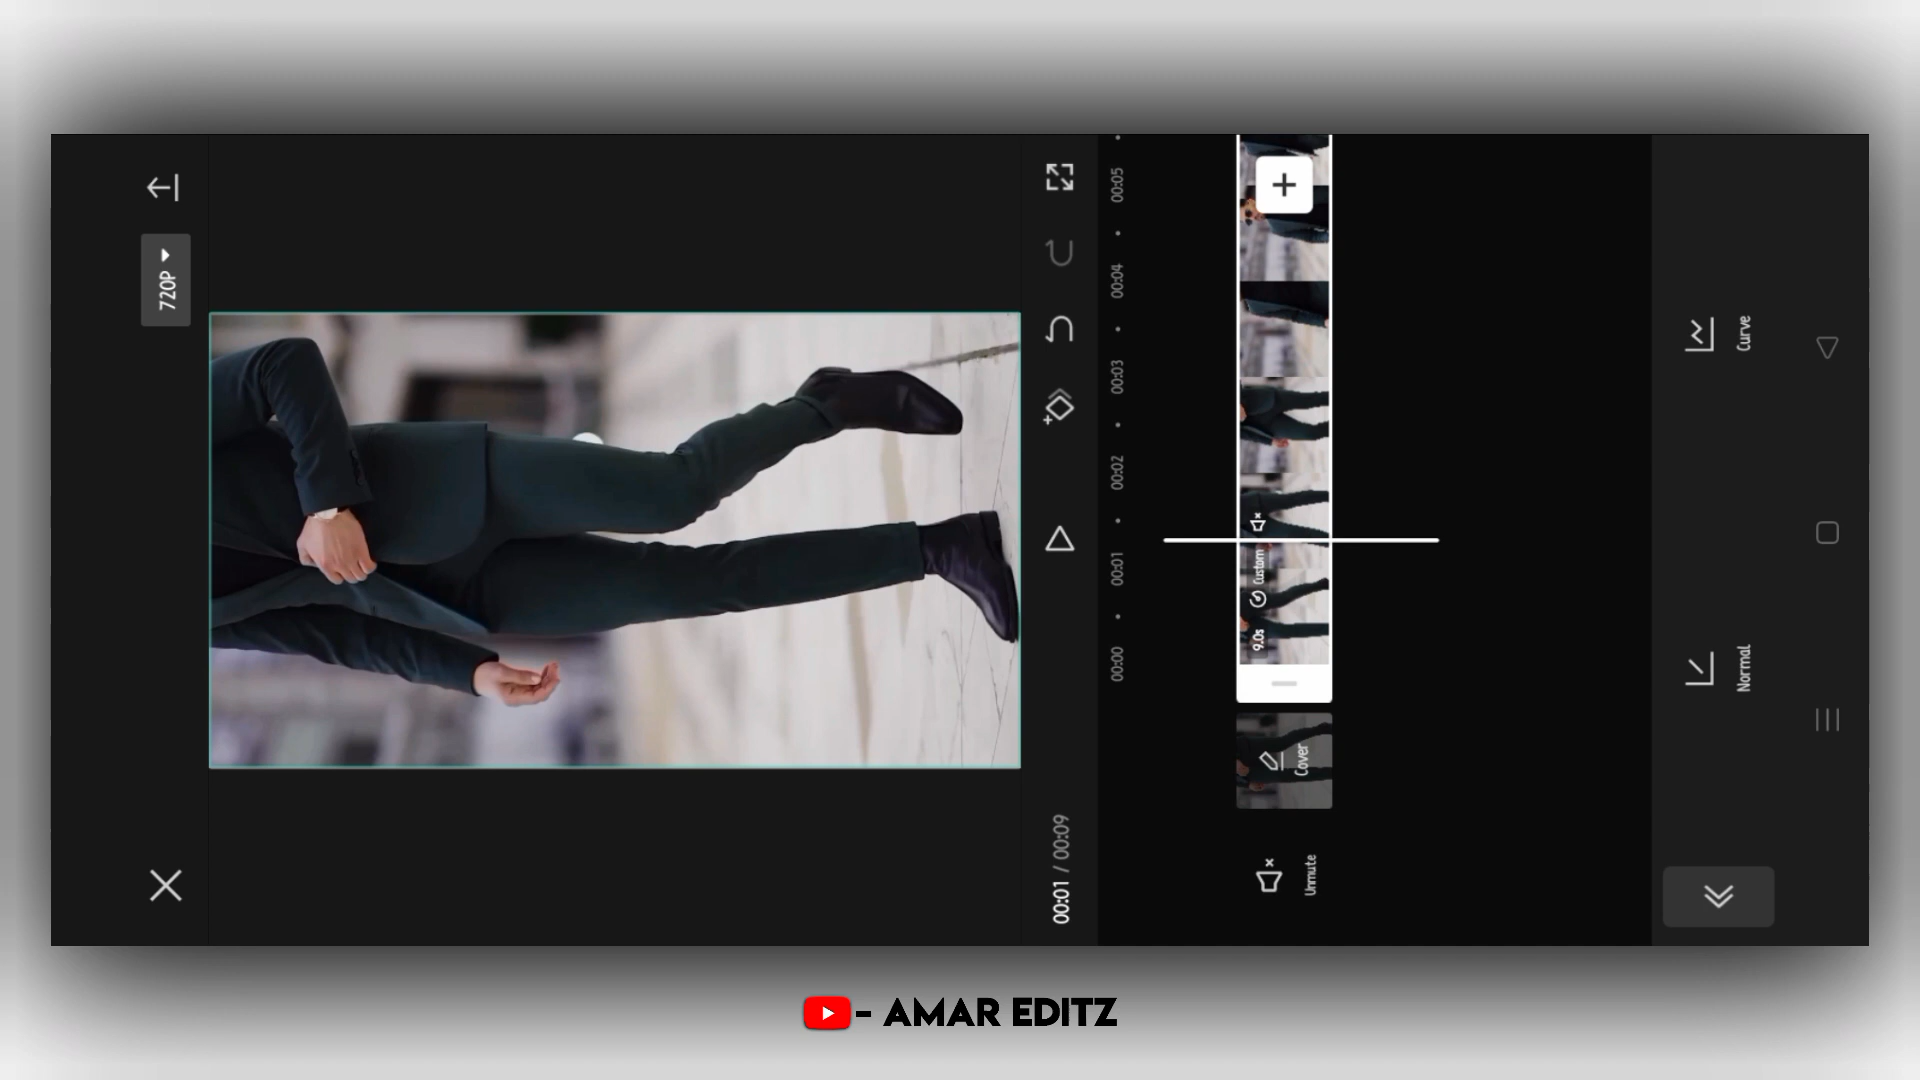 720P
00:01 / 00:09
00:00
00:01
00:02
00:03
00:04
00:05
9.0s Custom
Cover
Unmute
Normal
Curve
- AMAR EDITZ